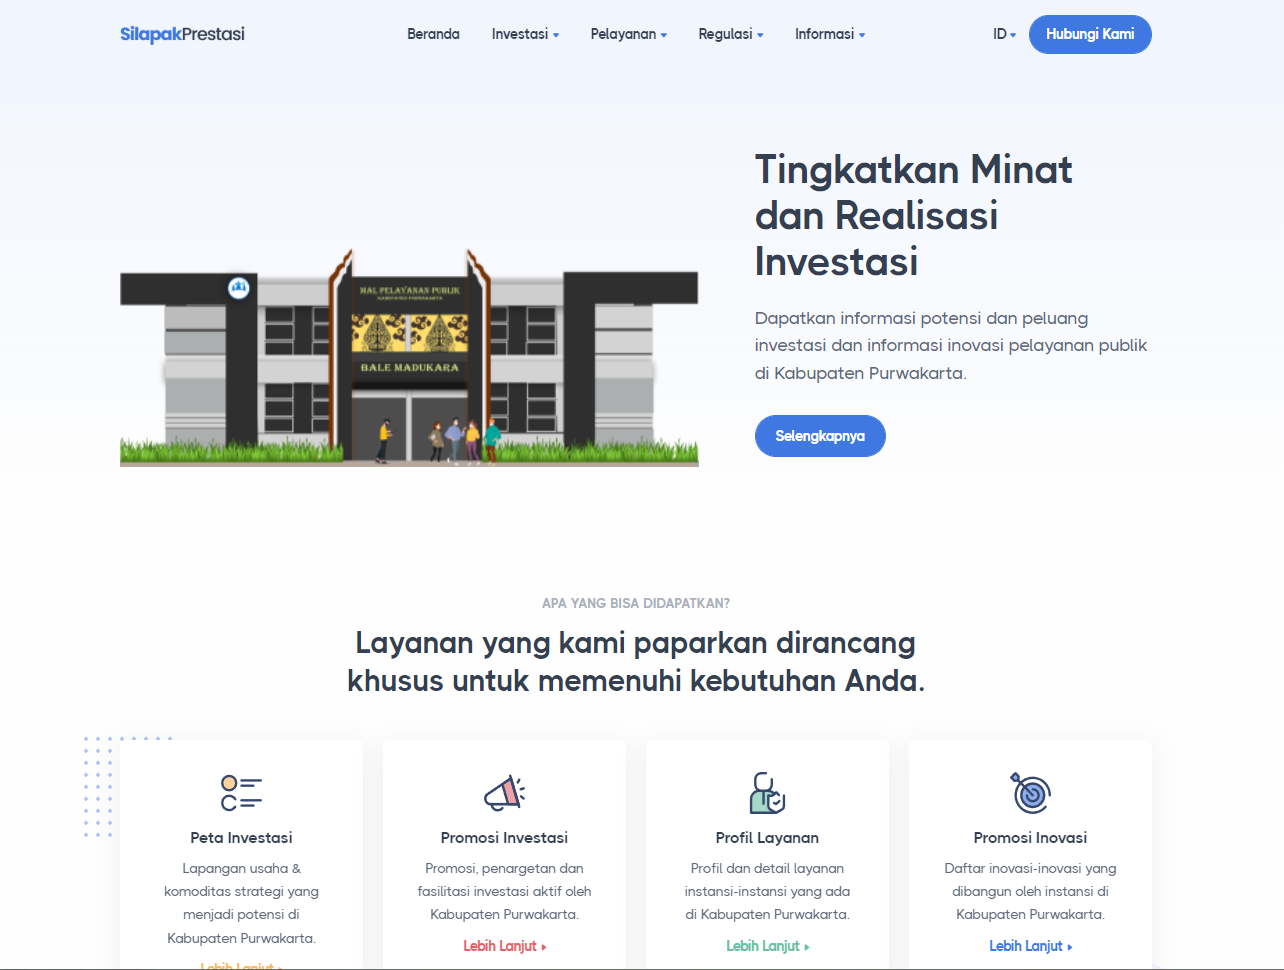 SilapakPrestasi
Beranda
Investasi
Pelayanan
Regulasi
Informasi
ID
Hubungi Kami
MAL PELAYANAN PUBLIK
KABUPATEN PURWAKARTA
BALE MADUKARA
Tingkatkan Minat
dan Realisasi
Investasi
Dapatkan informasi potensi dan peluang
investasi dan informasi inovasi pelayanan publik
di Kabupaten Purwakarta.
Selengkapnya
APA YANG BISA DIDAPATKAN?
Layanan yang kami paparkan dirancang
khusus untuk memenuhi kebutuhan Anda.
Peta Investasi
Lapangan usaha &
komoditas strategi yang
menjadi potensi di
Kabupaten Purwakarta.
Lebih Lanjut
Promosi Investasi
Promosi, penargetan dan
fasilitasi investasi aktif oleh
Kabupaten Purwakarta.
Lebih Lanjut
Profil Layanan
Profil dan detail layanan
instansi-instansi yang ada
di Kabupaten Purwakarta.
Lebih Lanjut
Promosi Inovasi
Daftar inovasi-inovasi yang
dibangun oleh instansi di
Kabupaten Purwakarta.
Lebih Lanjut